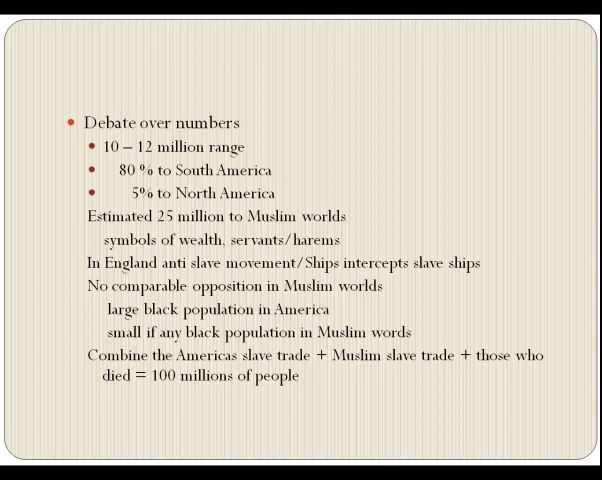 Debate over numbers
10 – 12 million range
80 % to South America
5% to North America
Estimated 25 million to Muslim worlds
symbols of wealth, servants/harems
In England anti slave movement/Ships intercepts slave ships
No comparable opposition in Muslim worlds
large black population in America
small if any black population in Muslim words
Combine the Americas slave trade + Muslim slave trade + those who
died = 100 millions of people